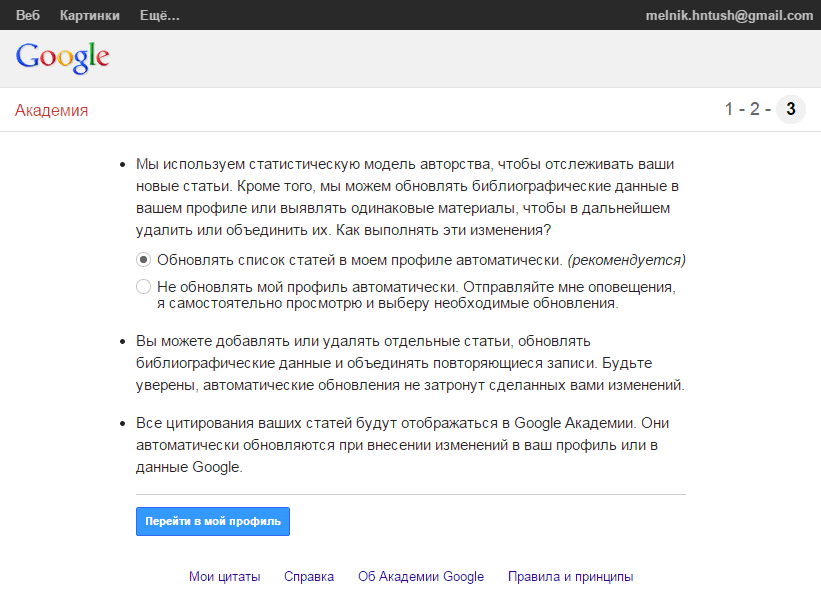 Веб Картинки Ещё... melnik.hntush@gmail.com
Google
Академия 1 - 2 - 3
• Мы используем статистическую модель авторства, чтобы отслеживать ваши
новые статьи. Кроме того, мы можем обновлять библиографические данные в
вашем профиле или выявлять одинаковые материалы, чтобы в дальнейшем
удалить или объединить их. Как выполнять эти изменения?
Обновлять список статей в моем профиле автоматически. (рекомендуется)
Не обновлять мой профиль автоматически. Отправляйте мне оповещения,
я самостоятельно просмотрю и выберу необходимые обновления.
• Вы можете добавлять или удалять отдельные статьи, обновлять
библиографические данные и объединять повторяющиеся записи. Будьте
уверены, автоматические обновления не затронут сделанных вами изменений.
• Все цитирования ваших статей будут отображаться в Google Академии. Они
автоматически обновляются при внесении изменений в ваш профиль или в
данные Google.
Перейти в мой профиль
Мои цитаты Справка Об Академии Google Правила и принципы